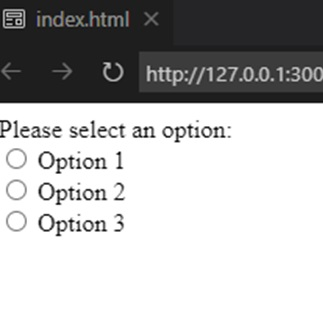 index.html
http://127.0.0.1:300
Please select an option:
Option 1
Option 2
Option 3